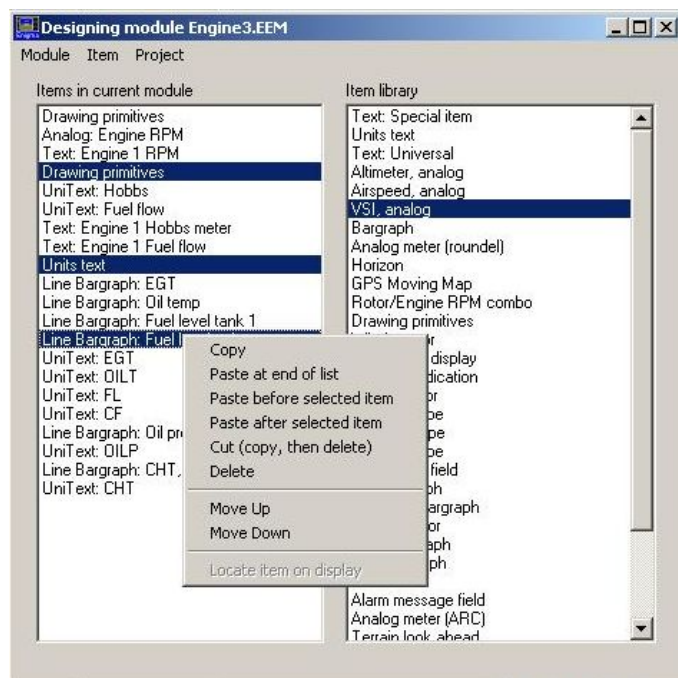 Designing module Engine3.EEM
Module Item Project
Items in current module
Drawing primitives
Analog: Engine RPM
Text: Engine 1 RPM
Drawing primitives
UniText: Hobbs
UniText: Fuel flow
Text: Engine 1 Hobbs meter
Text: Engine 1 Fuel flow
Units text
Line Bargraph: EGT
Line Bargraph: Oil temp
Line Bargraph: Fuel level tank 1
Line Bargraph: Fuel
UniText: EGT
UniText: OILT
UniText: FL
UniText: CF
Line Bargraph: Oil
UniText: OILP
Line Bargraph: CHT,
UniText: CHT
Copy
Paste at end of list
Paste before selected item
Paste after selected item
Cut (copy, then delete)
Delete
Move Up
Move Down
Locate item on display
Item library
Text: Special item
Units text
Text: Universal
Altimeter, analog
Airspeed, analog
VSI, analog
Bargraph
Analog meter (roundel)
Horizon
GPS Moving Map
Rotor/Engine RPM combo
Drawing primitives
display
field
Alarm message field
Analog meter (ARC)
Terrain look ahead